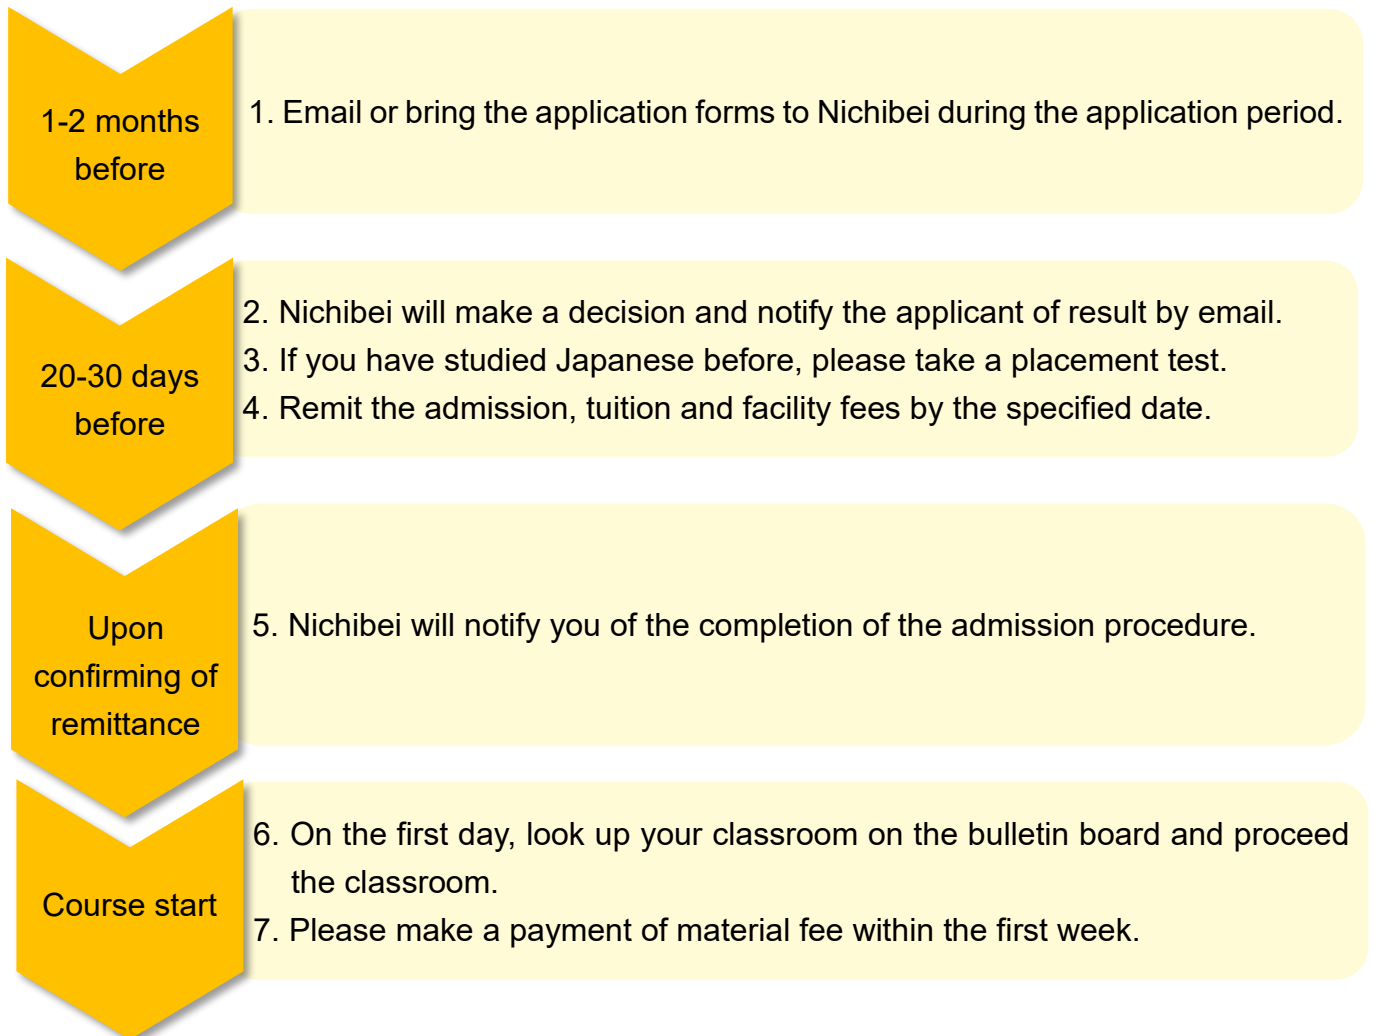 1-2 months
before
1. Email or bring the application forms to Nichibei during the application period.
20-30 days
before
2. Nichibei will make a decision and notify the applicant of result by email.
3. If you have studied Japanese before, please take a placement test.
4. Remit the admission, tuition and facility fees by the specified date.
Upon
confirming of
remittance
5. Nichibei will notify you of the completion of the admission procedure.
Course start
6. On the first day, look up your classroom on the bulletin board and proceed
the classroom.
7. Please make a payment of material fee within the first week.